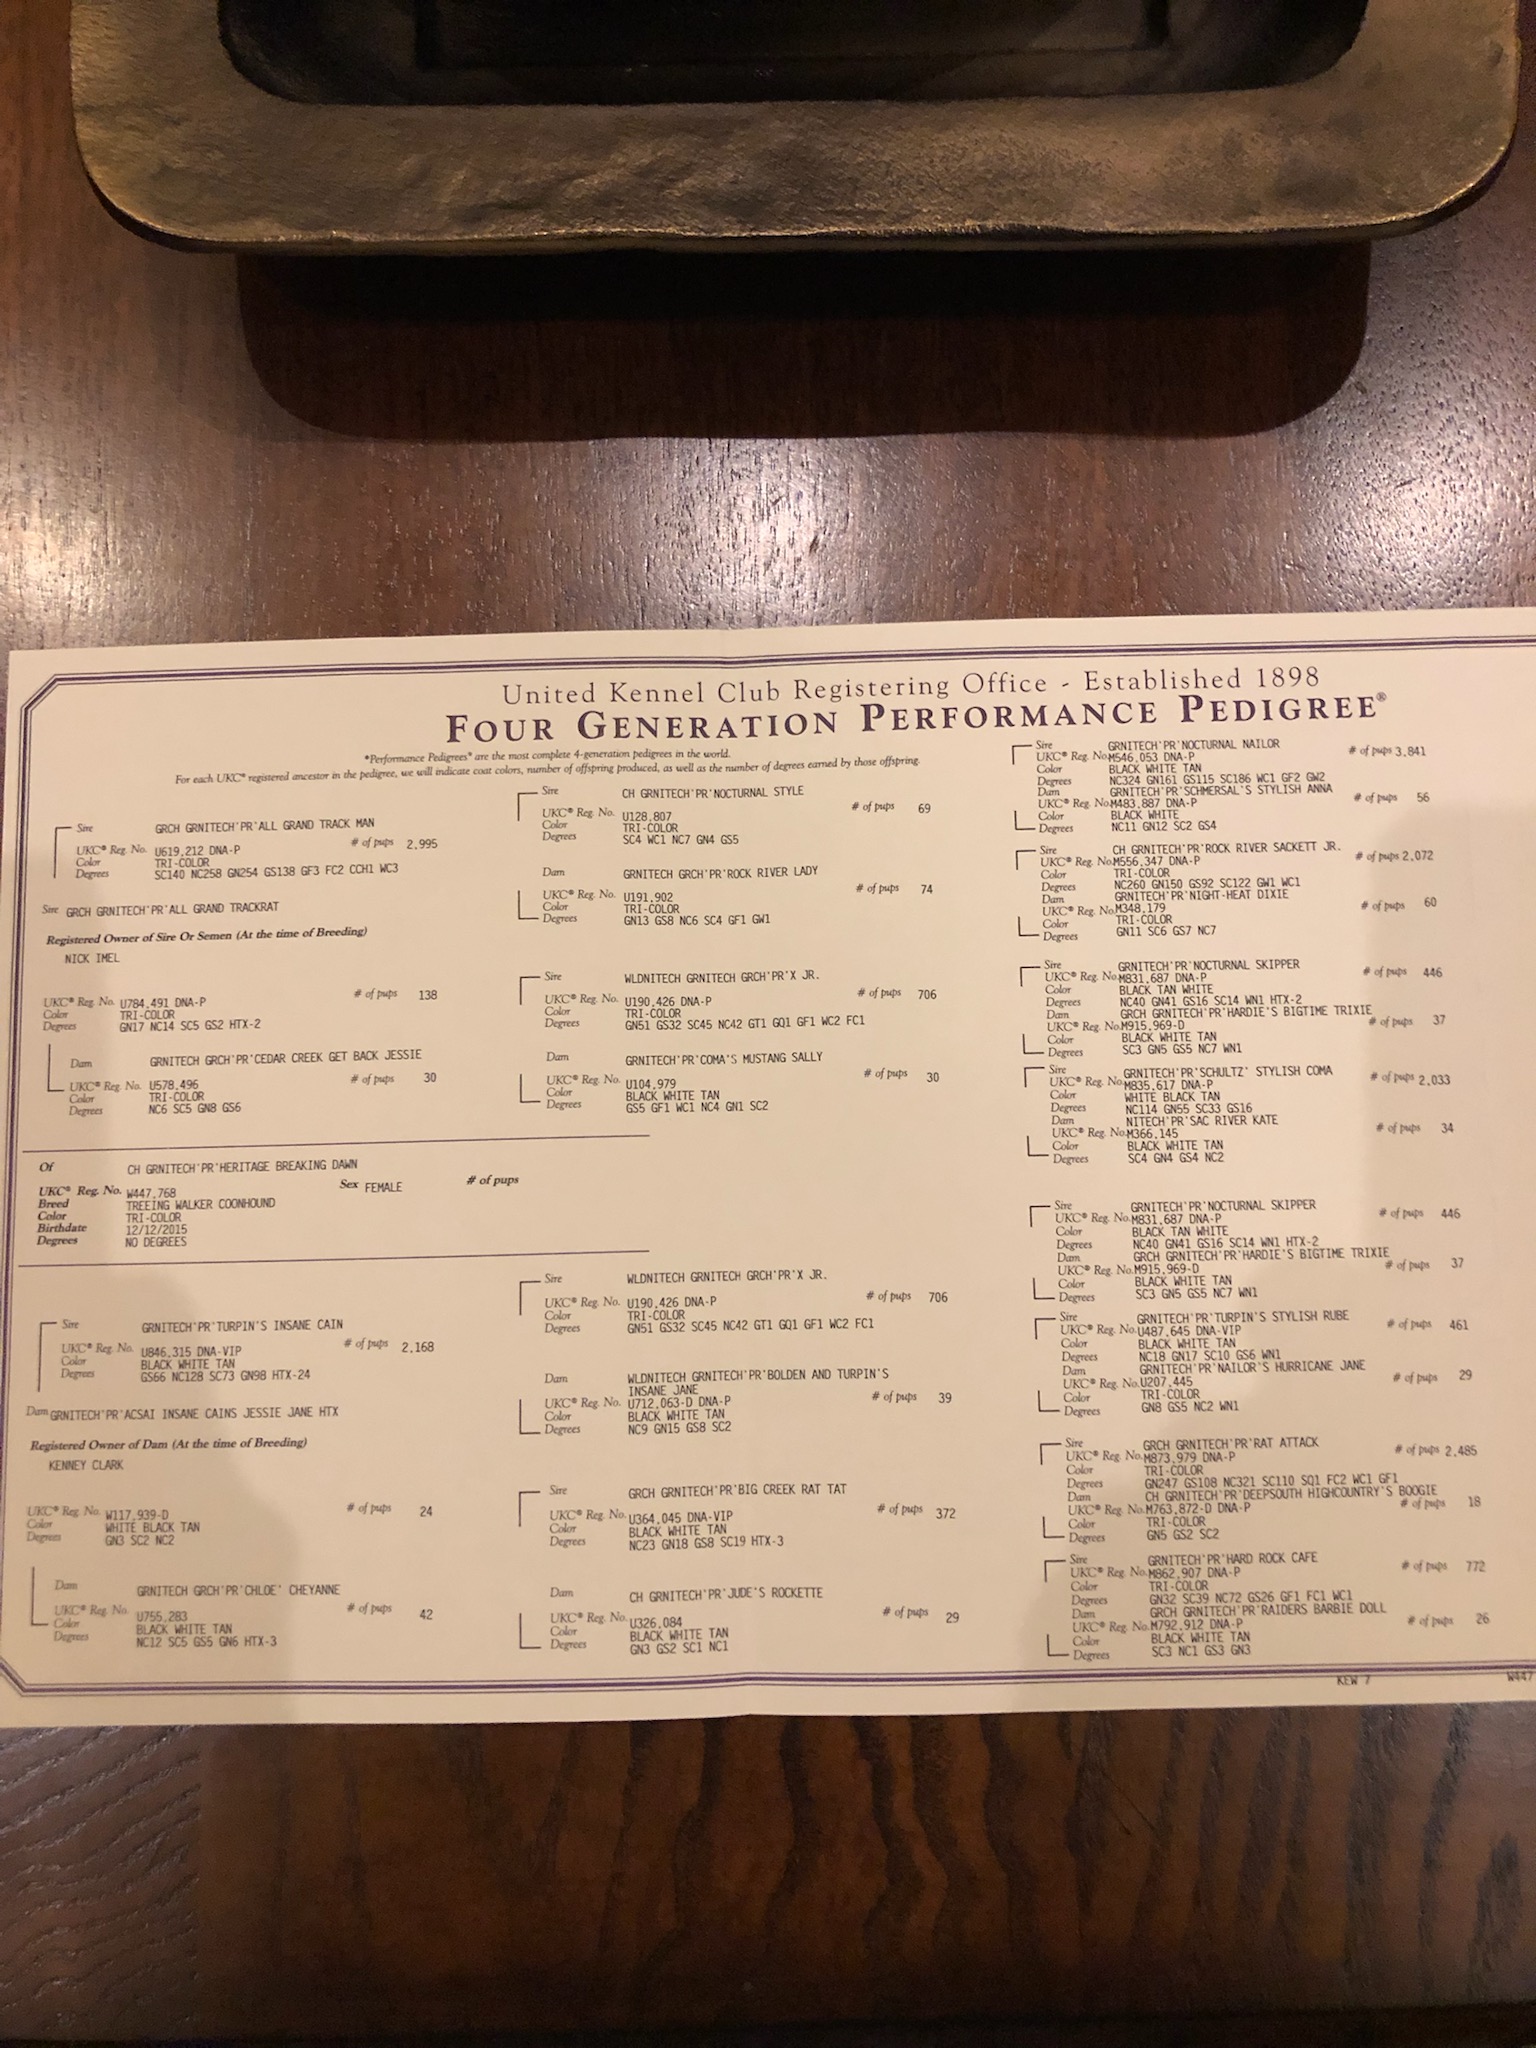 United Kennel Club Registering Office - Established 1898
FOUR GENERATION PERFORMANCE PEDIGREE®
*Performance Pedigrees® are the most complete 4-generation pedigrees in the world.
For each UKC® registered ancestor in the pedigree, we will indicate coat colors, number of offspring produced, as well as the number of degrees earned by those offspring.
Sire GRCH GRNITECH'PR'ALL GRAND TRACK MAN
UKC® Reg. No. U619,212 DNA-P # of pups 2,995
Color TRI-COLOR
Degrees SC140 NC258 GN254 GS138 GF3 FC2 CCH1 WC3
Sire GRCH GRNITECH'PR'ALL GRAND TRACKRAT
Registered Owner of Sire Or Semen (At the time of Breeding)
NICK IMEL
UKC® Reg. No. U784,491 DNA-P # of pups 138
Color TRI-COLOR
Degrees GN17 NC14 SC5 GS2 HTX-2
Dam GRNITECH GRCH'PR'CEDAR CREEK GET BACK JESSIE
UKC® Reg. No. U578,496 # of pups 30
Color TRI-COLOR
Degrees NC6 SC5 GN8 GS6
Of CH GRNITECH'PR'HERITAGE BREAKING DAWN
UKC® Reg. No. W447,768 Sex FEMALE # of pups
Breed TREEING WALKER COONHOUND
Color TRI-COLOR
Birthdate 12/12/2015
Degrees NO DEGREES
Sire GRNITECH'PR'TURPIN'S INSANE CAIN
UKC® Reg. No. U846,315 DNA-VIP # of pups 2,168
Color BLACK WHITE TAN
Degrees GS66 NC128 SC73 GN98 HTX-24
Dam GRNITECH'PR'ACSAI INSANE CAINS JESSIE JANE HTX
Registered Owner of Dam (At the time of Breeding)
KENNEY CLARK
UKC® Reg. No. W117,939-D # of pups 24
Color WHITE BLACK TAN
Degrees GN3 SC2 NC2
Dam GRNITECH GRCH'PR'CHLOE' CHEYANNE
UKC® Reg. No. U755,283 # of pups 42
Color BLACK WHITE TAN
Degrees NC12 SC5 GS5 GN6 HTX-3
Sire CH GRNITECH'PR'NOCTURNAL STYLE
UKC® Reg. No. U128,807 # of pups 69
Color TRI-COLOR
Degrees SC4 WC1 NC7 GN4 GS5
Dam GRNITECH GRCH'PR'ROCK RIVER LADY
UKC® Reg. No. U191,902 # of pups 74
Color TRI-COLOR
Degrees GN13 GS8 NC6 SC4 GF1 GW1
Sire WLDNITECH GRNITECH GRCH'PR'X JR.
UKC® Reg. No. U190,426 DNA-P # of pups 706
Color TRI-COLOR
Degrees GN51 GS32 SC45 NC42 GT1 GQ1 GF1 WC2 FC1
Dam GRNITECH'PR'COMA'S MUSTANG SALLY
UKC® Reg. No. U104,979 # of pups 30
Color BLACK WHITE TAN
Degrees GS5 GF1 WC1 NC4 GN1 SC2
Sire WLDNITECH GRNITECH GRCH'PR'X JR.
UKC® Reg. No. U190,426 DNA-P # of pups 706
Color TRI-COLOR
Degrees GN51 GS32 SC45 NC42 GT1 GQ1 GF1 WC2 FC1
Dam WLDNITECH GRNITECH'PR'BOLDEN AND TURPIN'S
INSANE JANE
UKC® Reg. No. U712,063-D DNA-P # of pups 39
Color BLACK WHITE TAN
Degrees NC9 GN15 GS8 SC2
Sire GRCH GRNITECH'PR'BIG CREEK RAT TAT
UKC® Reg. No. U364,045 DNA-VIP # of pups 372
Color BLACK WHITE TAN
Degrees NC23 GN18 GS8 SC19 HTX-3
Dam CH GRNITECH'PR'JUDE'S ROCKETTE
UKC® Reg. No. U326,084 # of pups 29
Color BLACK WHITE TAN
Degrees GN3 GS2 SC1 NC1
Sire GRNITECH'PR'NOCTURNAL NAILOR
UKC® Reg. No. M546,053 DNA-P # of pups 3,841
Color BLACK WHITE TAN
Degrees NC324 GN161 GS115 SC186 WC1 GF2 GW2
Dam GRNITECH'PR'SCHMERSAL'S STYLISH ANNA
UKC® Reg. No. M483,887 DNA-P # of pups 56
Color BLACK WHITE
Degrees NC11 GN12 SC2 GS4
Sire CH GRNITECH'PR'ROCK RIVER SACKETT JR.
UKC® Reg. No. M556,347 DNA-P # of pups 2,072
Color TRI-COLOR
Degrees NC260 GN150 GS92 SC122 GW1 WC1
Dam GRNITECH'PR'NIGHT-HEAT DIXIE
UKC® Reg. No. M348,179 # of pups 60
Color TRI-COLOR
Degrees GN11 SC6 GS7 NC7
Sire GRNITECH'PR'NOCTURNAL SKIPPER
UKC® Reg. No. M831,687 DNA-P # of pups 446
Color BLACK TAN WHITE
Degrees NC40 GN41 GS16 SC14 WN1 HTX-2
Dam GRCH GRNITECH'PR'HARDIE'S BIGTIME TRIXIE
UKC® Reg. No. M915,969-D # of pups 37
Color BLACK WHITE TAN
Degrees SC3 GN5 GS5 NC7 WN1
Sire GRNITECH'PR'SCHULTZ' STYLISH COMA
UKC® Reg. No. M835,617 DNA-P # of pups 2,033
Color WHITE BLACK TAN
Degrees NC114 GN55 SC33 GS16
Dam NITECH'PR'SAC RIVER KATE
UKC® Reg. No. M366,145 # of pups 34
Color BLACK WHITE TAN
Degrees SC4 GN4 GS4 NC2
Sire GRNITECH'PR'NOCTURNAL SKIPPER
UKC® Reg. No. M831,687 DNA-P # of pups 446
Color BLACK TAN WHITE
Degrees NC40 GN41 GS16 SC14 WN1 HTX-2
Dam GRCH GRNITECH'PR'HARDIE'S BIGTIME TRIXIE
UKC® Reg. No. M915,969-D # of pups 37
Color BLACK WHITE TAN
Degrees SC3 GN5 GS5 NC7 WN1
Sire GRNITECH'PR'TURPIN'S STYLISH RUBE
UKC® Reg. No. U487,645 DNA-VIP # of pups 461
Color BLACK WHITE TAN
Degrees NC18 GN17 SC10 GS6 WN1
Dam GRNITECH'PR'NAILOR'S HURRICANE JANE
UKC® Reg. No. U207,445 # of pups 29
Color TRI-COLOR
Degrees GN8 GS5 NC2 WN1
Sire GRCH GRNITECH'PR'RAT ATTACK
UKC® Reg. No. M873,979 DNA-P # of pups 2,485
Color TRI-COLOR
Degrees GN247 GS108 NC321 SC110 SQ1 FC2 WC1 GF1
Dam CH GRNITECH'PR'DEEPSOUTH HIGHCOUNTRY'S BOOGIE
UKC® Reg. No. M763,872-D DNA-P # of pups 18
Color TRI-COLOR
Degrees GN5 GS2 SC2
Sire GRNITECH'PR'HARD ROCK CAFE
UKC® Reg. No. M862,907 DNA-P # of pups 772
Color TRI-COLOR
Degrees GN32 SC39 NC72 GS26 GF1 FC1 WC1
Dam GRCH GRNITECH'PR'RAIDERS BARBIE DOLL
UKC® Reg. No. M792,912 DNA-P # of pups 26
Color BLACK WHITE TAN
Degrees SC3 NC1 GS3 GN3
KEW 7 W447